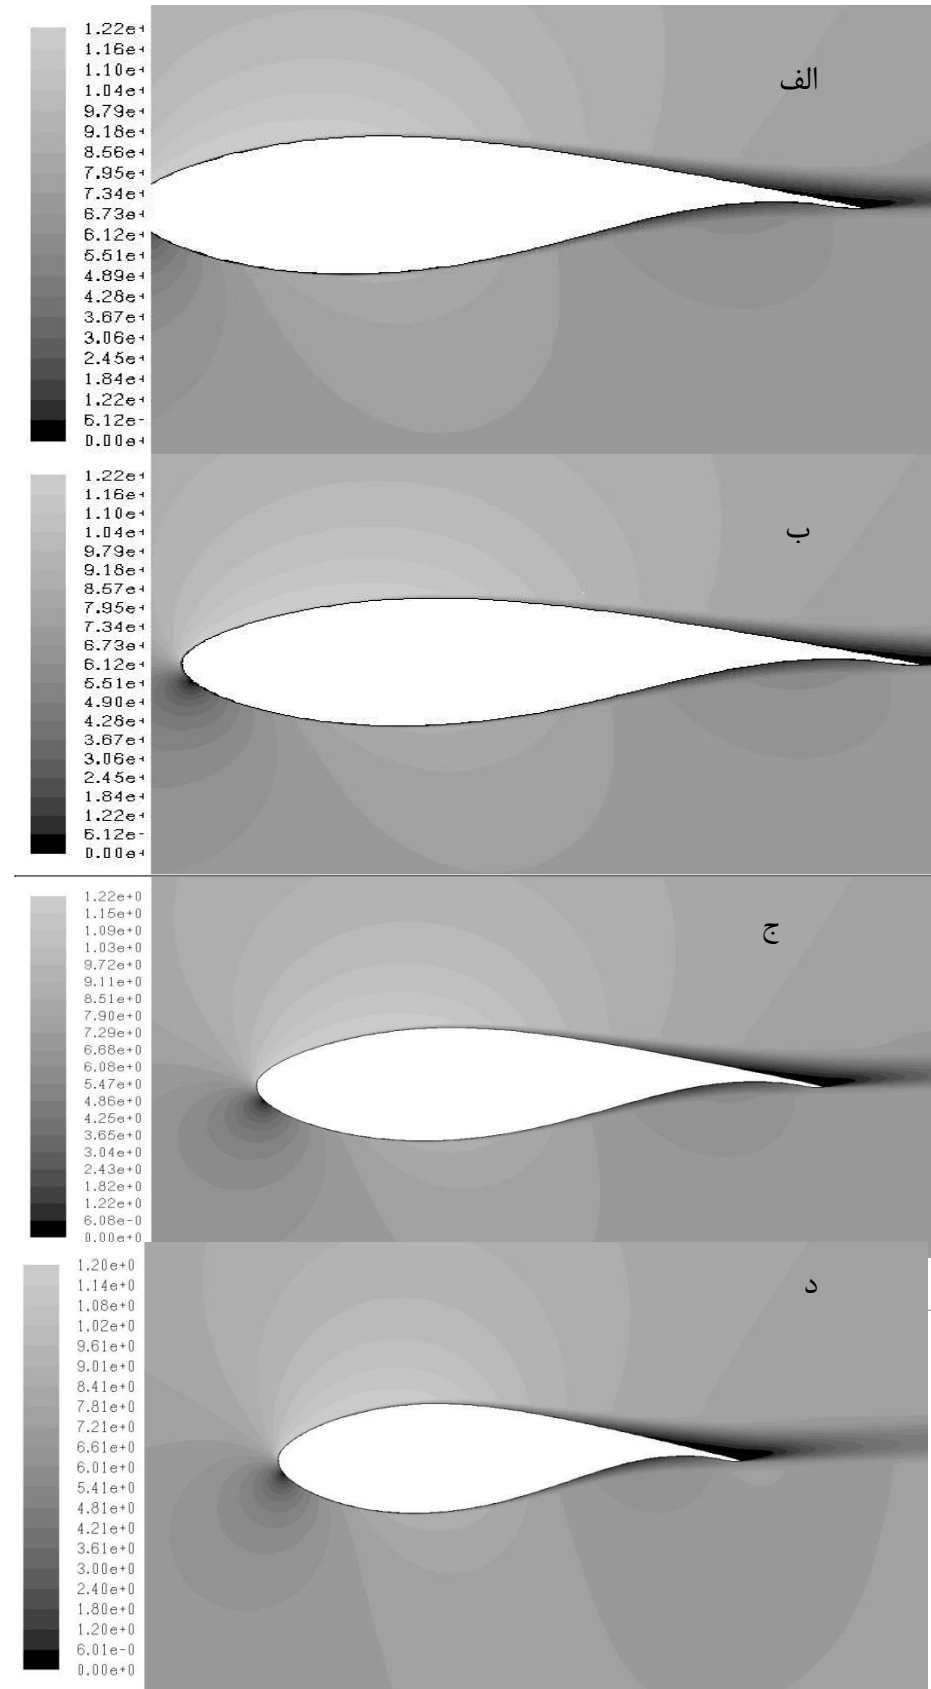 الف
1.22e+
1.16e+
1.10e+
1.04e+
9.79e+
9.18e+
8.56e+
7.95e+
7.34e+
6.73e+
6.12e+
5.51e+
4.89e+
4.28e+
3.67e+
3.06e+
2.45e+
1.84e+
1.22e+
6.12e-
0.00e+
ب
1.22e+
1.16e+
1.10e+
1.04e+
9.79e+
9.18e+
8.57e+
7.95e+
7.34e+
6.73e+
6.12e+
5.51e+
4.90e+
4.28e+
3.67e+
3.06e+
2.45e+
1.84e+
1.22e+
6.12e-
0.00e+
ج
1.22e+0
1.15e+0
1.09e+0
1.03e+0
9.72e+0
9.11e+0
8.51e+0
7.90e+0
7.29e+0
6.68e+0
6.08e+0
5.47e+0
4.86e+0
4.25e+0
3.65e+0
3.04e+0
2.43e+0
1.82e+0
1.22e+0
6.08e-0
0.00e+0
د
1.20e+0
1.14e+0
1.08e+0
1.02e+0
9.61e+0
9.01e+0
8.41e+0
7.81e+0
7.21e+0
6.61e+0
6.01e+0
5.41e+0
4.81e+0
4.21e+0
3.61e+0
3.00e+0
2.40e+0
1.80e+0
1.20e+0
6.01e-0
0.00e+0